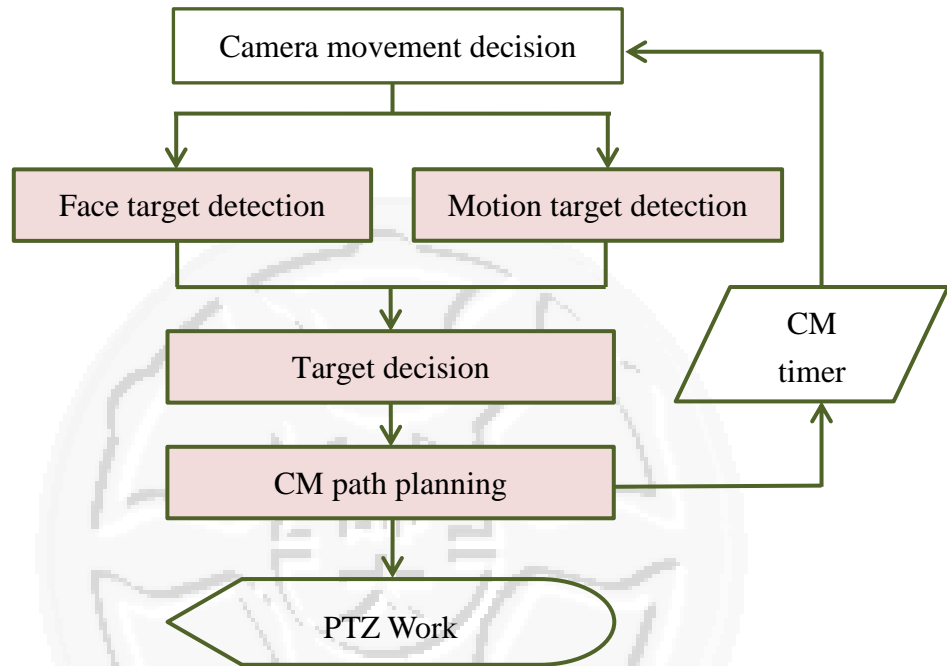 Camera movement decision
Face target detection
Motion target detection
CM
timer
Target decision
CM path planning
PTZ Work